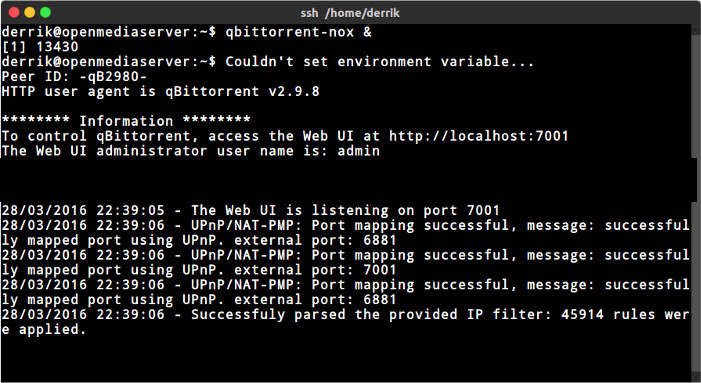 ssh /home/derrik
derrik@openmediaserver:~$ qbittorrent-nox &
[1] 13430
derrik@openmediaserver:~$ Couldn't set environment variable...
Peer ID: -qB2980-
HTTP user agent is qBittorrent v2.9.8
******** Information ********
To control qBittorrent, access the Web UI at http://localhost:7001
The Web UI administrator user name is: admin
28/03/2016 22:39:05 - The Web UI is listening on port 7001
28/03/2016 22:39:06 - UPnP/NAT-PMP: Port mapping successful, message: successful
ly mapped port using UPnP. external port: 6881
28/03/2016 22:39:06 - UPnP/NAT-PMP: Port mapping successful, message: successful
ly mapped port using UPnP. external port: 7001
28/03/2016 22:39:06 - UPnP/NAT-PMP: Port mapping successful, message: successful
ly mapped port using UPnP. external port: 6881
28/03/2016 22:39:06 - Successfuly parsed the provided IP filter: 45914 rules wer
e applied.